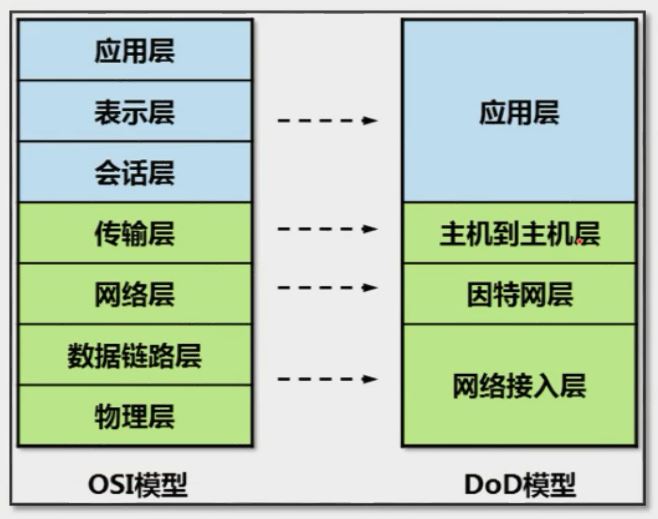 应用层
表示层
会话层
传输层
网络层
数据链路层
物理层
OSI模型
应用层
主机到主机层
因特网层
网络接入层
DoD模型